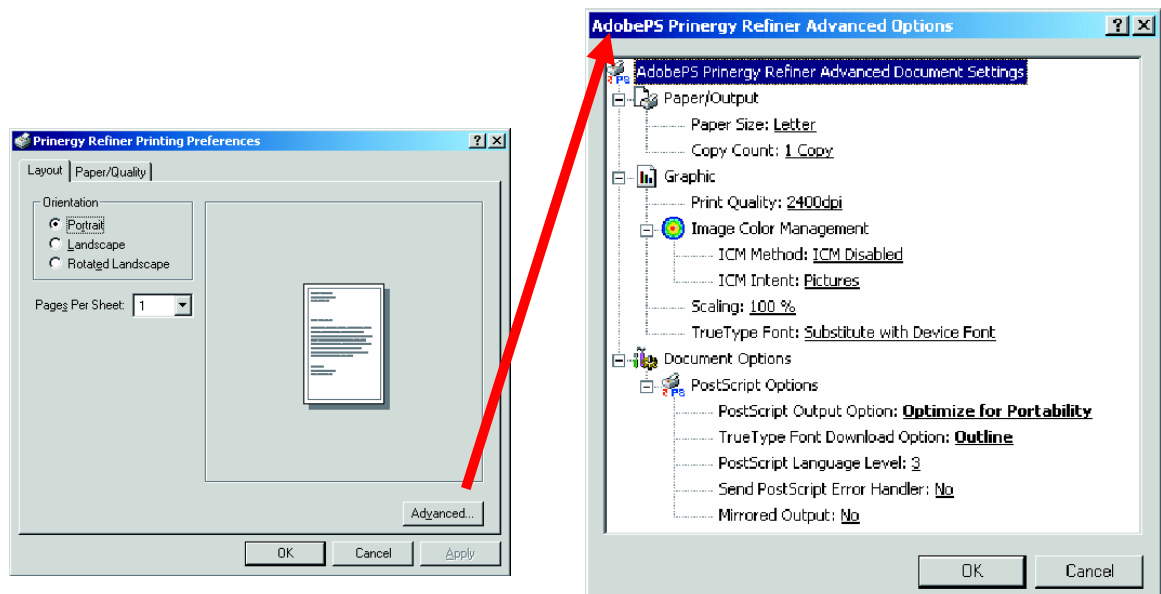 Prinergy Refiner Printing Preferences
Layout Paper/Quality
Orientation
Portrait
Landscape
Rotated Landscape
Pages Per Sheet: 1
Advanced...
OK Cancel Apply
AdobePS Prinergy Refiner Advanced Options
AdobePS Prinergy Refiner Advanced Document Settings
Paper/Output
Paper Size: Letter
Copy Count: 1 Copy
Graphic
Print Quality: 2400dpi
Image Color Management
ICM Method: ICM Disabled
ICM Intent: Pictures
Scaling: 100 %
TrueType Font: Substitute with Device Font
Document Options
PostScript Options
PostScript Output Option: Optimize for Portability
TrueType Font Download Option: Outline
PostScript Language Level: 3
Send PostScript Error Handler: No
Mirrored Output: No
OK Cancel